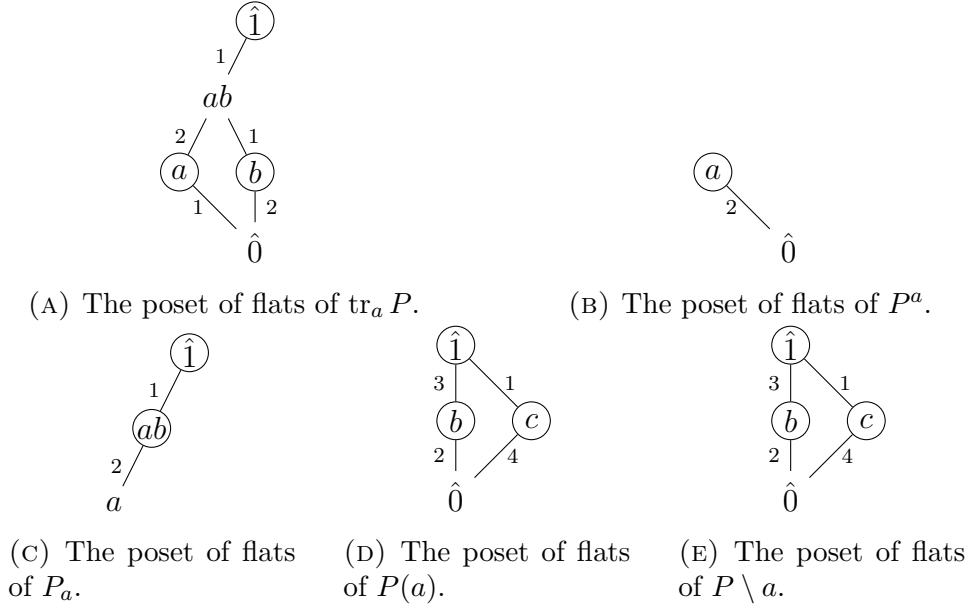 1̂
1
ab
2 1
a b
1 2
0̂
(A) The poset of flats of tr_a P.
a
2
0̂
(B) The poset of flats of P^a.
1̂
1
ab
2
a
(C) The poset of flats
of P_a.
1̂
3 1
b c
2 4
0̂
(D) The poset of flats
of P(a).
1̂
3 1
b c
2 4
0̂
(E) The poset of flats
of P \ a.